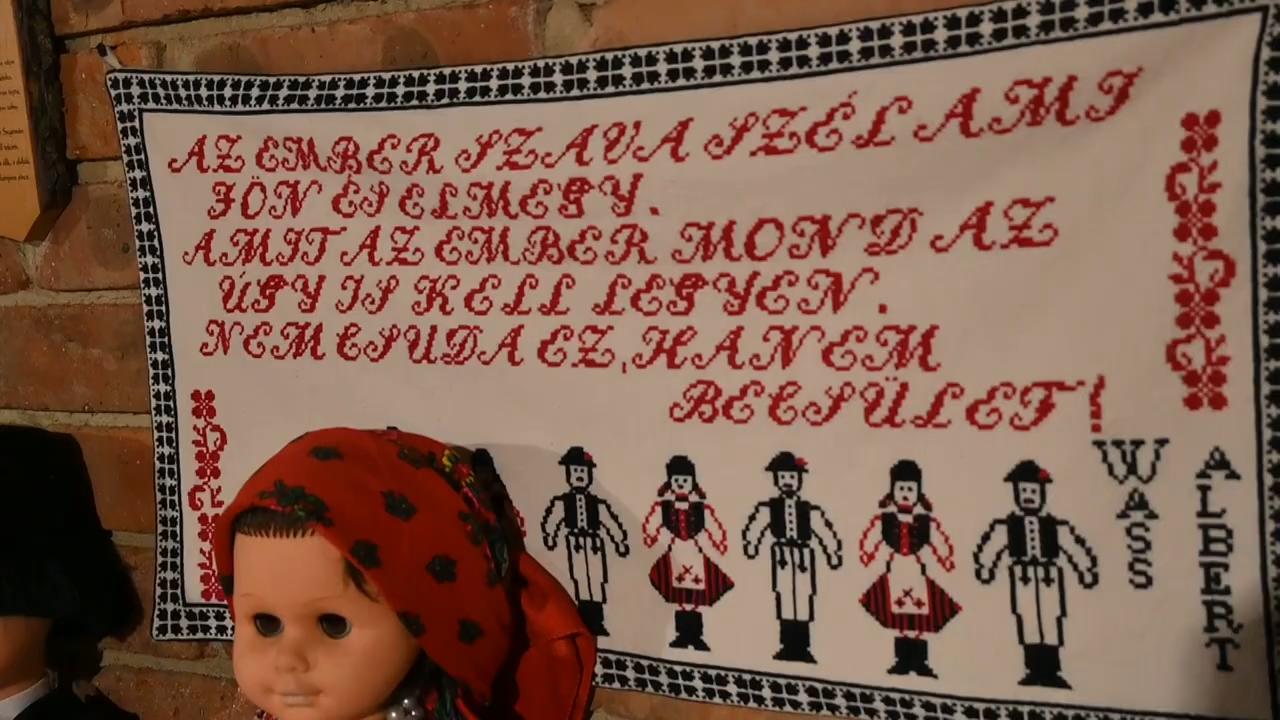 AZ EMBER SZAVA SZÉL AMI
JÖN ÉS ELMEGY.
AMIT AZ EMBER MOND AZ
ÚGY IS KELL LEGYEN.
NEM CSUDA EZ, HANEM
BECSÜLET!
WASS
ALBERT